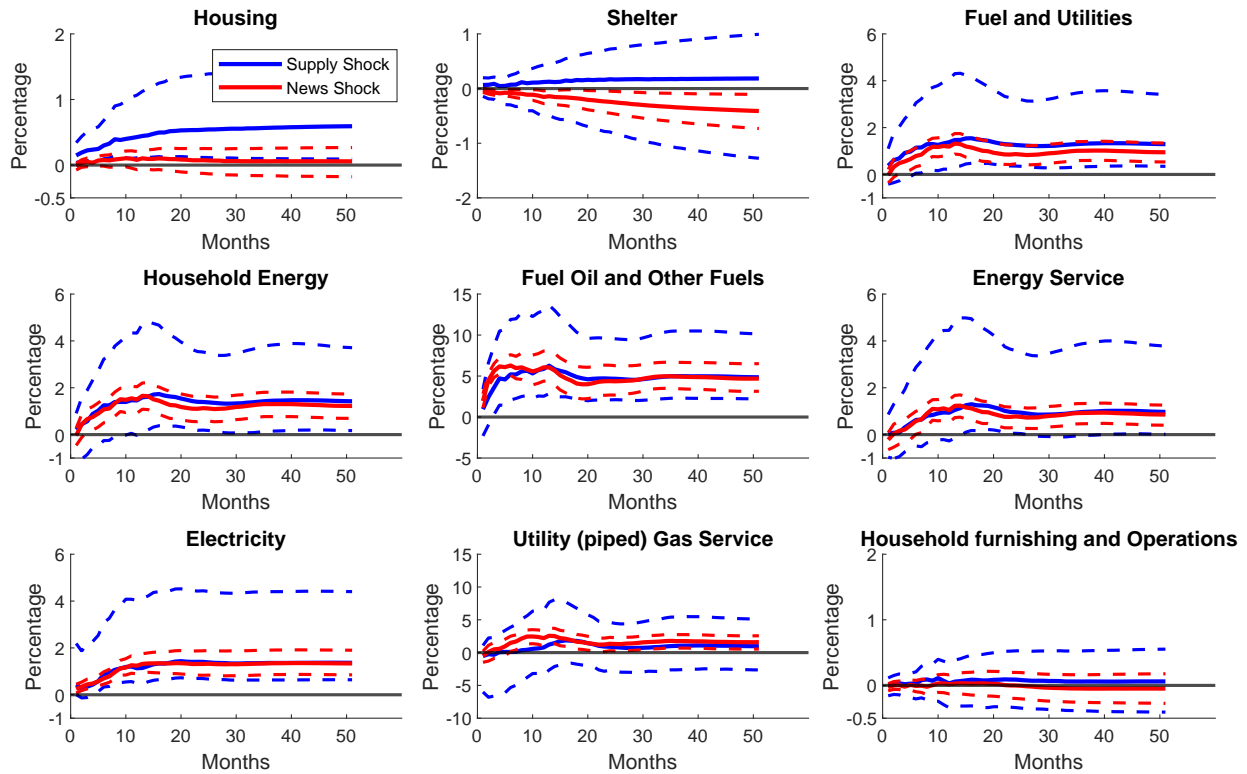 Housing
Percentage
2
1
0
-0.5
0 10 20 30 40 50
Months
Supply Shock
News Shock
Shelter
Percentage
1
0
-1
-2
0 10 20 30 40 50
Months
Fuel and Utilities
Percentage
6
4
2
0
-1
0 10 20 30 40 50
Months
Household Energy
Percentage
6
4
2
0
-1
0 10 20 30 40 50
Months
Fuel Oil and Other Fuels
Percentage
15
10
5
0
-5
0 10 20 30 40 50
Months
Energy Service
Percentage
6
4
2
0
-1
0 10 20 30 40 50
Months
Electricity
Percentage
6
4
2
0
-1
0 10 20 30 40 50
Months
Utility (piped) Gas Service
Percentage
15
10
5
0
-5
-10
0 10 20 30 40 50
Months
Household furnishing and Operations
Percentage
2
1
0
-0.5
0 10 20 30 40 50
Months